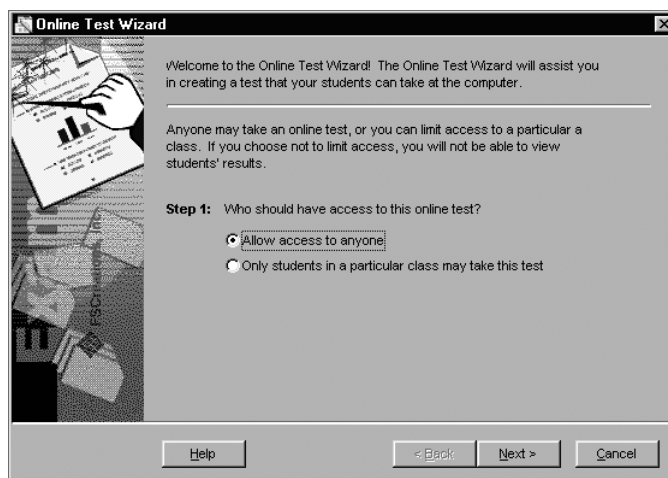 Online Test Wizard
Welcome to the Online Test Wizard! The Online Test Wizard will assist you
in creating a test that your students can take at the computer.
Anyone may take an online test, or you can limit access to a particular a
class. If you choose not to limit access, you will not be able to view
students' results.
Step 1: Who should have access to this online test?
Allow access to anyone
Only students in a particular class may take this test
FSCreations, Inc.
Help
< Back
Next >
Cancel